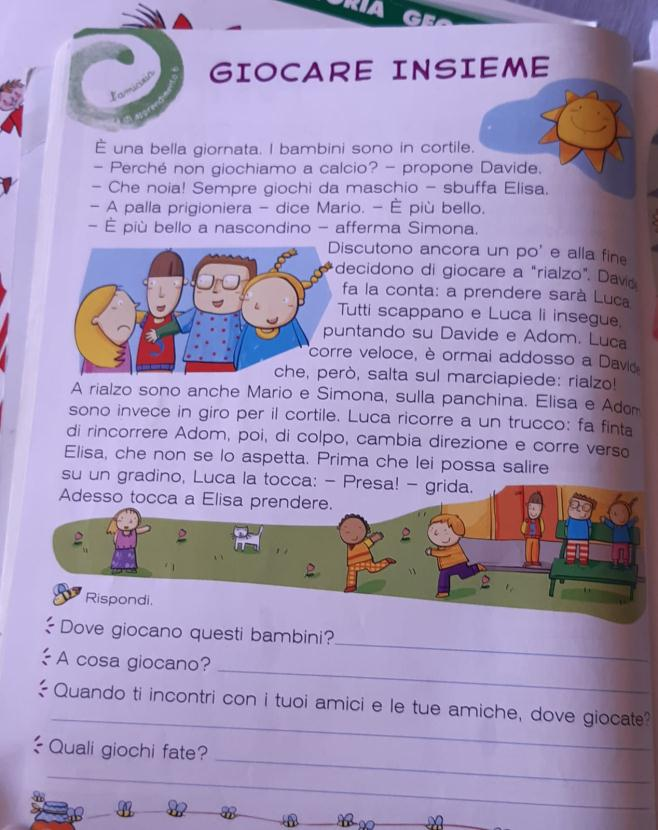 GIOCARE INSIEME
È una bella giornata. I bambini sono in cortile.
– Perché non giochiamo a calcio? – propone Davide.
– Che noia! Sempre giochi da maschio – sbuffa Elisa.
– A palla prigioniera – dice Mario. – È più bello.
– È più bello a nascondino – afferma Simona.
Discutono ancora un po' e alla fine
decidono di giocare a "rialzo". Davide
fa la conta: a prendere sarà Luca.
Tutti scappano e Luca li insegue,
puntando su Davide e Adom. Luca
corre veloce, è ormai addosso a Davide
che, però, salta sul marciapiede: rialzo!
A rialzo sono anche Mario e Simona, sulla panchina. Elisa e Adom
sono invece in giro per il cortile. Luca ricorre a un trucco: fa finta
di rincorrere Adom, poi, di colpo, cambia direzione e corre verso
Elisa, che non se lo aspetta. Prima che lei possa salire
su un gradino, Luca la tocca: – Presa! – grida.
Adesso tocca a Elisa prendere.
Rispondi.
Dove giocano questi bambini?
A cosa giocano?
Quando ti incontri con i tuoi amici e le tue amiche, dove giocate?
Quali giochi fate?